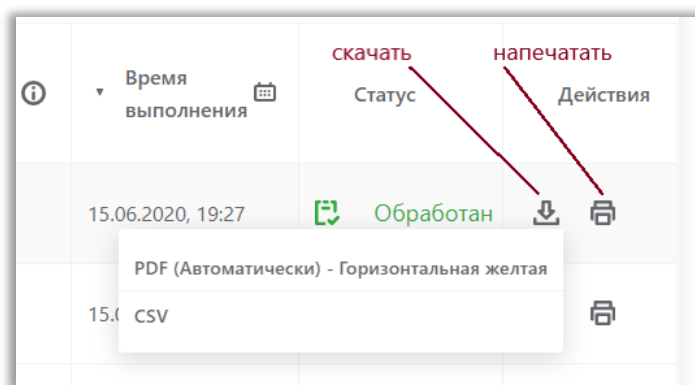 скачать напечатать
Время выполнения Статус Действия
15.06.2020, 19:27 Обработан
PDF (Автоматически) - Горизонтальная желтая
15.0 CSV